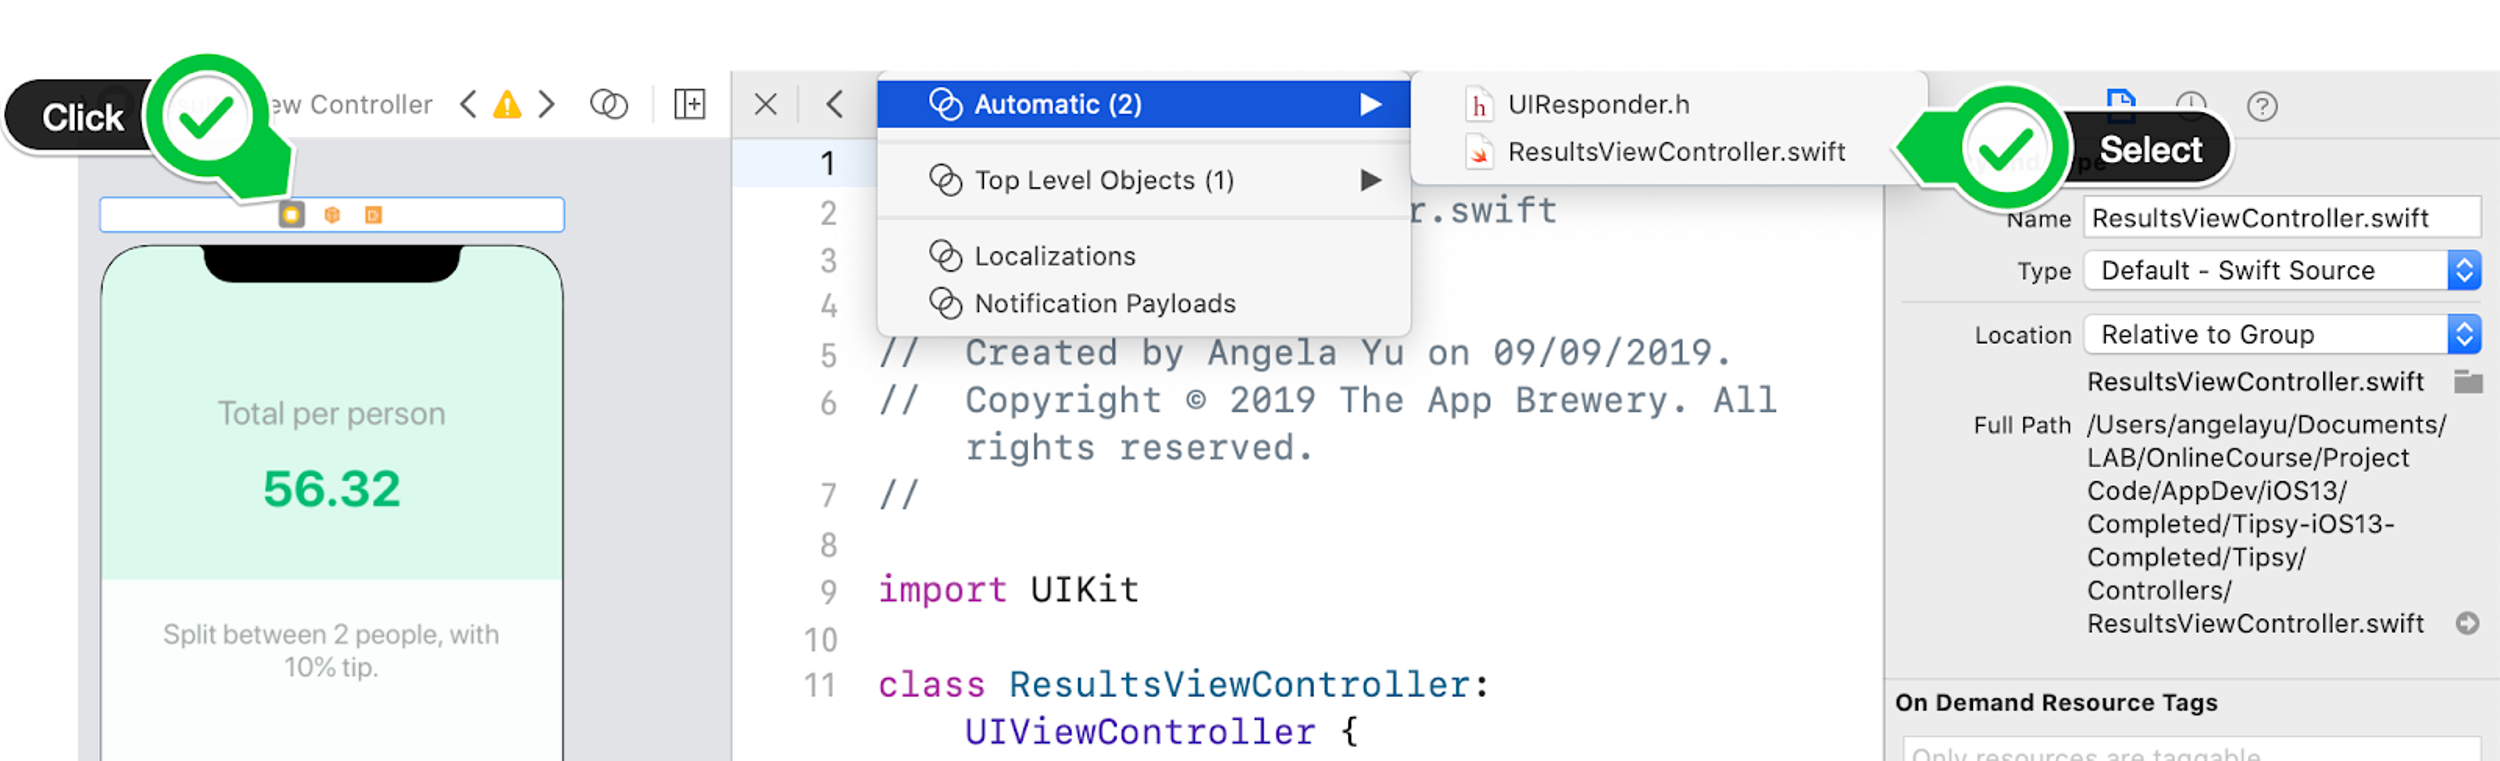 Click
ew Controller
Automatic (2)
UIResponder.h
ResultsViewController.swift
Select
Top Level Objects (1)
Localizations
Notification Payloads
1
2
r.swift
3
4
5 // Created by Angela Yu on 09/09/2019.
6 // Copyright © 2019 The App Brewery. All
rights reserved.
7 //
8
9 import UIKit
10
11 class ResultsViewController:
UIViewController {
Total per person
56.32
Split between 2 people, with
10% tip.
Name ResultsViewController.swift
Type Default - Swift Source
Location Relative to Group
ResultsViewController.swift
Full Path /Users/angelayu/Documents/
LAB/OnlineCourse/Project
Code/AppDev/iOS13/
Completed/Tipsy-iOS13-
Completed/Tipsy/
Controllers/
ResultsViewController.swift
On Demand Resource Tags
Only resources are taggable